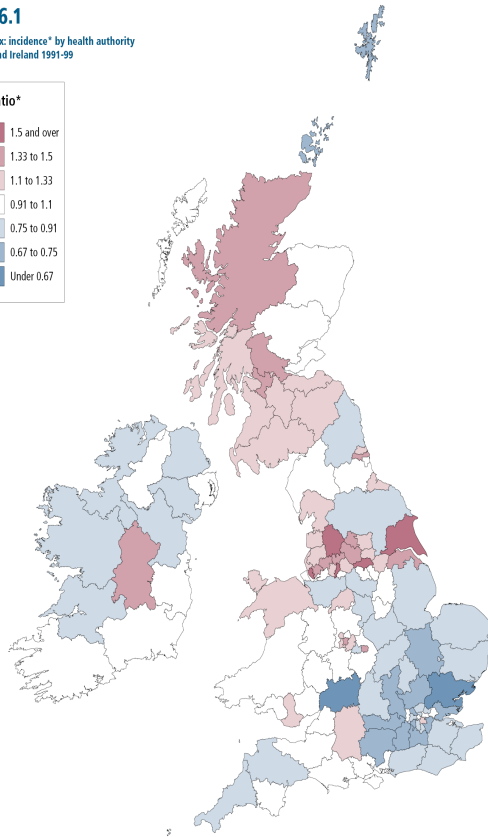 6.1
x: incidence* by health authority
nd Ireland 1991-99
tio*
1.5 and over
1.33 to 1.5
1.1 to 1.33
0.91 to 1.1
0.75 to 0.91
0.67 to 0.75
Under 0.67